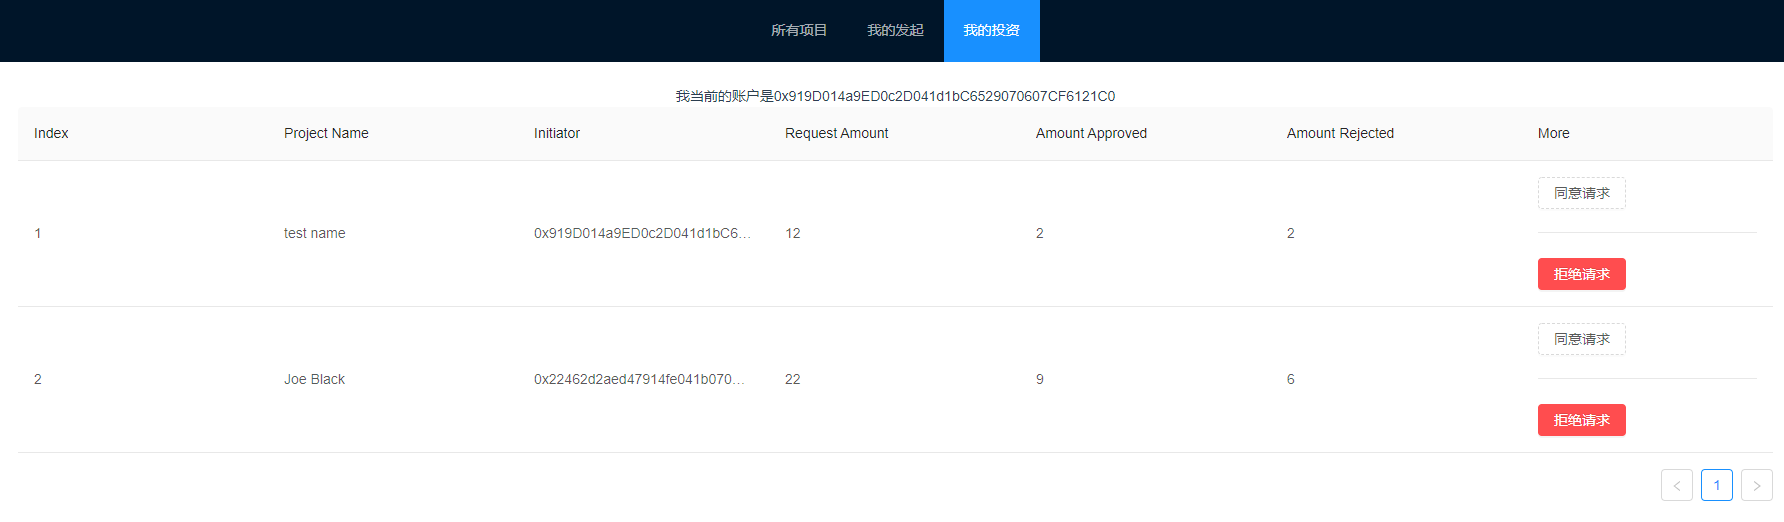 所有项目 我的发起 我的投资
我当前的账户是0x919D014a9ED0c2D041d1bC6529070607CF6121C0
Index Project Name Initiator Request Amount Amount Approved Amount Rejected More
同意请求
1 test name 0x919D014a9ED0c2D041d1bC6... 12 2 2
拒绝请求
同意请求
2 Joe Black 0x22462d2aed47914fe041b070... 22 9 6
拒绝请求
< 1 >